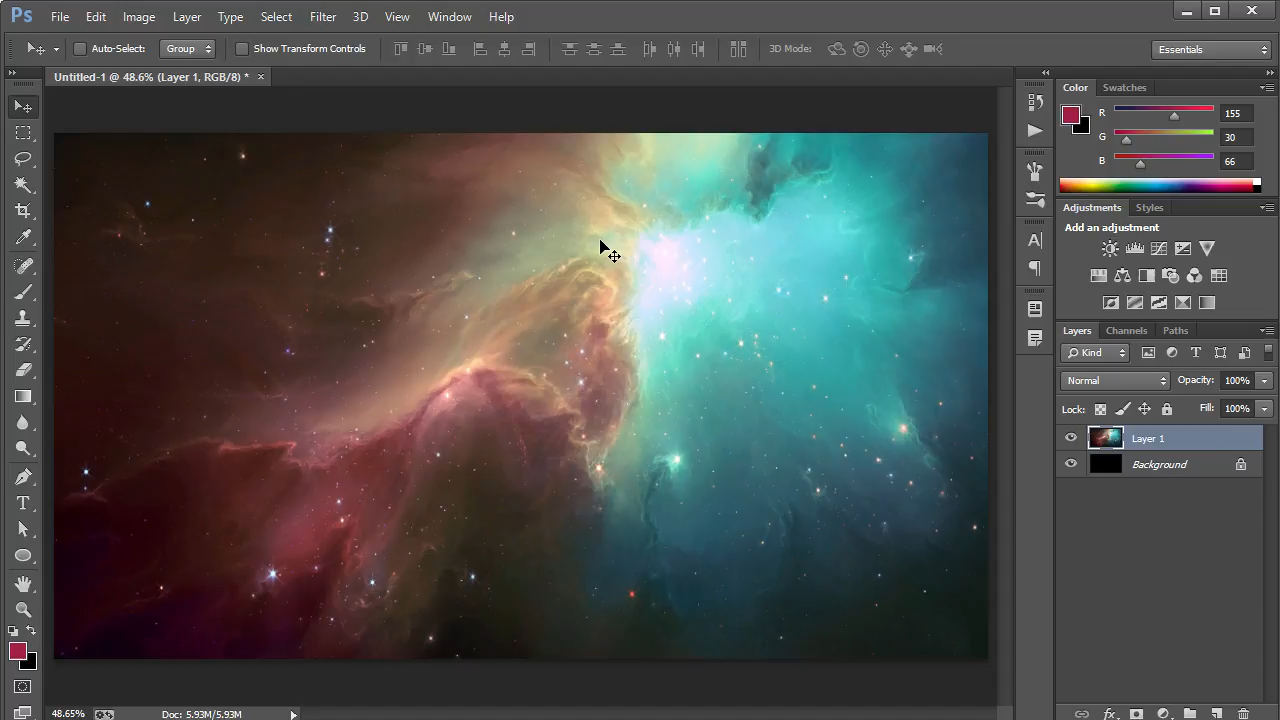 Ps File Edit Image Layer Type Select Filter 3D View Window Help
Auto-Select: Group Show Transform Controls 3D Mode: Essentials
Untitled-1 @ 48.6% (Layer 1, RGB/8) * ×
Color Swatches
R 155
G 30
B 66
Adjustments Styles
Add an adjustment
Layers Channels Paths
Kind
Normal Opacity: 100%
Lock: Fill: 100%
Layer 1
Background
48.65% Doc: 5.93M/5.93M